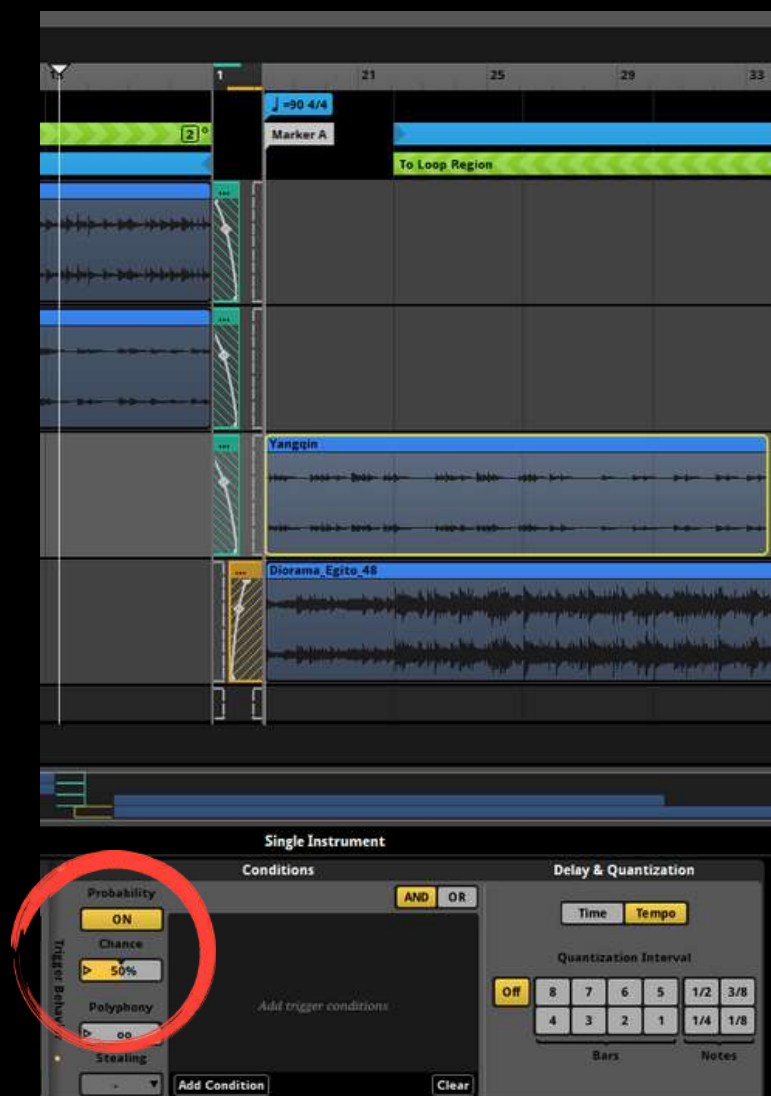 1
21
25
29
33
♩=90 4/4
2
Marker A
To Loop Region
...
...
...
Yangqin
...
Diorama_Egito_48
Single Instrument
Trigger Behavior
Probability
ON
Chance
50%
Polyphony
oo
Stealing
-
Conditions
AND OR
Add trigger conditions
Add Condition
Clear
Delay & Quantization
Time Tempo
Quantization Interval
Off
8 7 6 5 1/2 3/8
4 3 2 1 1/4 1/8
Bars Notes